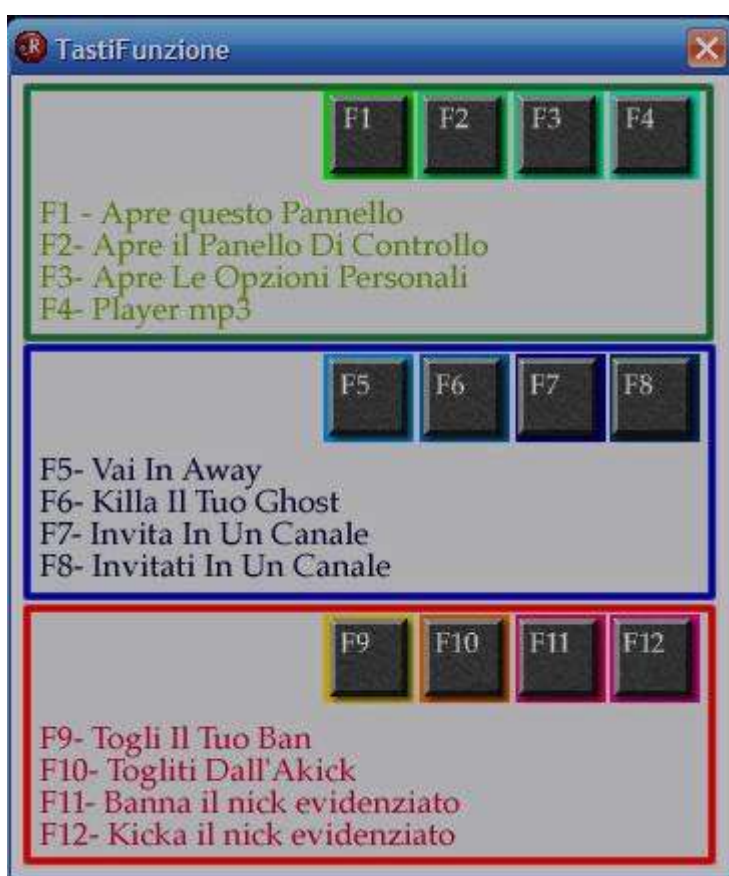 TastiFunzione
F1 F2 F3 F4
F1 - Apre questo Pannello
F2- Apre il Panello Di Controllo
F3- Apre Le Opzioni Personali
F4- Player mp3
F5 F6 F7 F8
F5- Vai In Away
F6- Killa Il Tuo Ghost
F7- Invita In Un Canale
F8- Invitati In Un Canale
F9 F10 F11 F12
F9- Togli Il Tuo Ban
F10- Togliti Dall'Akick
F11- Banna il nick evidenziato
F12- Kicka il nick evidenziato